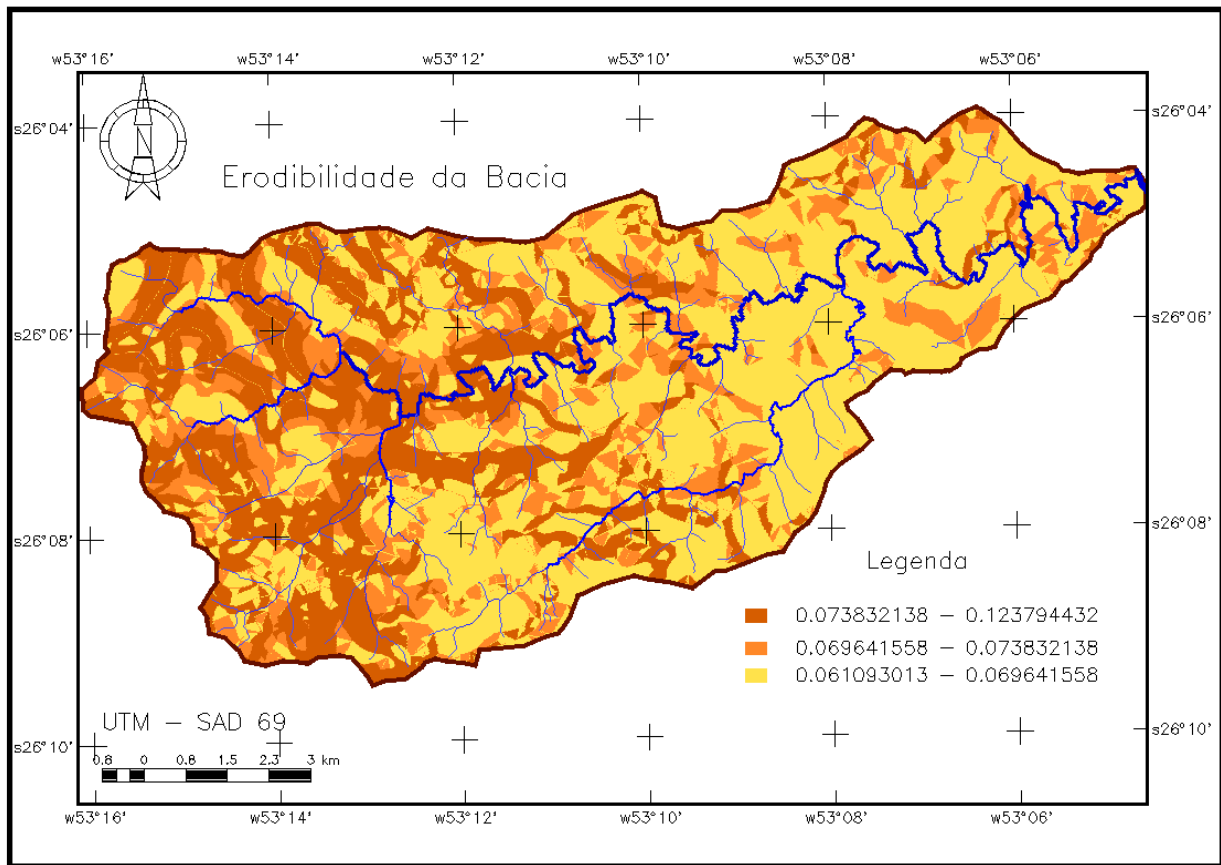 w53°16' w53°14' w53°12' w53°10' w53°08' w53°06'
s26°04' s26°04'
N
Erodibilidade da Bacia
s26°06' s26°06'
s26°08' s26°08'
Legenda
0.073832138 – 0.123794432
0.069641558 – 0.073832138
0.061093013 – 0.069641558
UTM – SAD 69
s26°10' s26°10'
0.8 0 0.8 1.5 2.3 3 km
w53°16' w53°14' w53°12' w53°10' w53°08' w53°06'